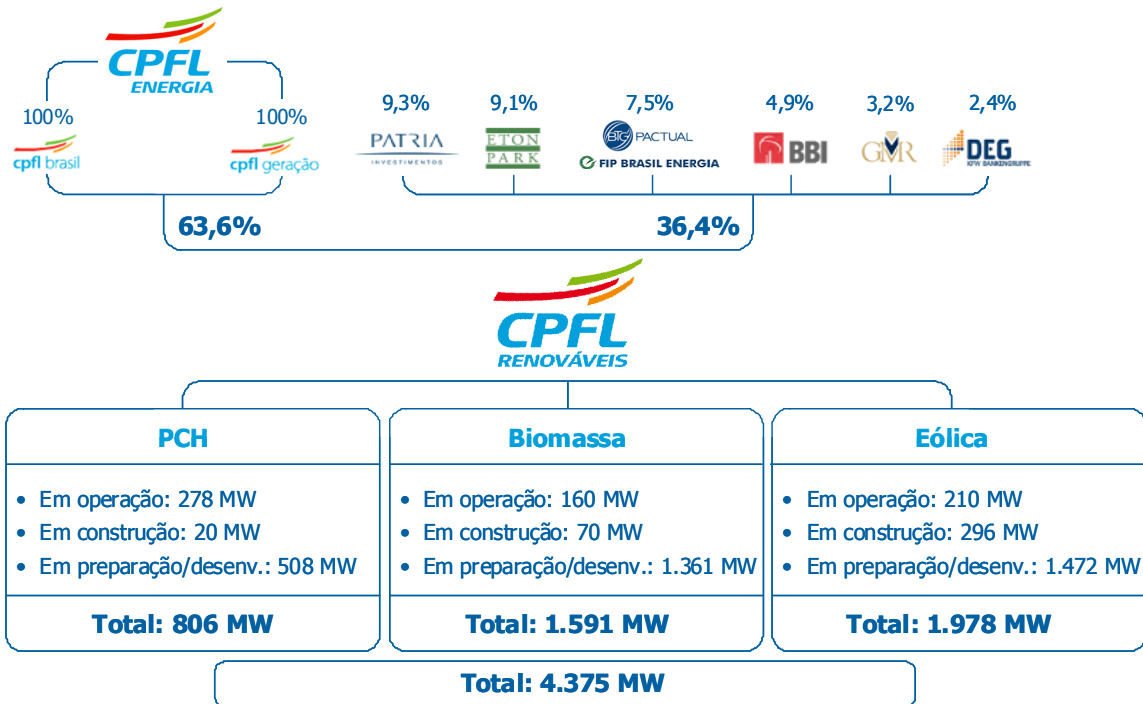 CPFL
ENERGIA
100%
cpfl brasil
100%
cpfl geração
9,3%
PATRIA
INVESTIMENTOS
9,1%
ETON
PARK
7,5%
BTG PACTUAL
FIP BRASIL ENERGIA
4,9%
BBI
3,2%
GMR
2,4%
DEG
KFW BANKENGRUPPE
63,6%
36,4%
CPFL
RENOVÁVEIS
PCH
• Em operação: 278 MW
• Em construção: 20 MW
• Em preparação/desenv.: 508 MW
Total: 806 MW
Biomassa
• Em operação: 160 MW
• Em construção: 70 MW
• Em preparação/desenv.: 1.361 MW
Total: 1.591 MW
Eólica
• Em operação: 210 MW
• Em construção: 296 MW
• Em preparação/desenv.: 1.472 MW
Total: 1.978 MW
Total: 4.375 MW